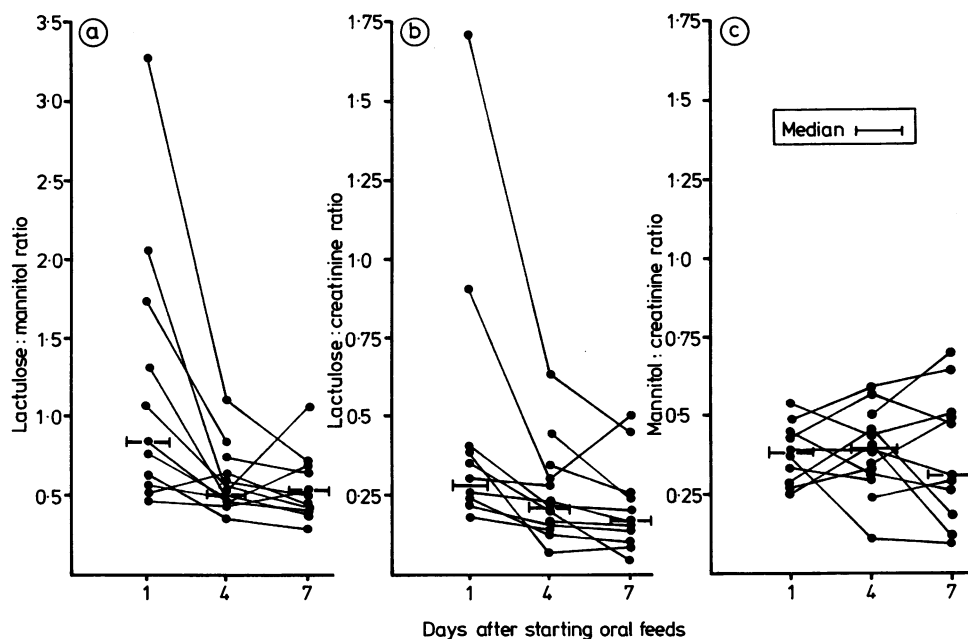 a
3·5
3·0
2·5
2·0
1·5
1·0
0·5
Lactulose : mannitol ratio
1 4 7
b
1·75
1·5
1·25
1·0
0·75
0·5
0·25
Lactulose : creatinine ratio
1 4 7
c
1·75
1·5
1·25
1·0
0·75
0·5
0·25
Mannitol : creatinine ratio
Median
1 4 7
Days after starting oral feeds